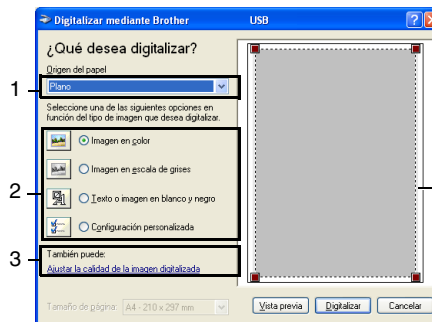 Digitalizar mediante Brother USB
¿Qué desea digitalizar?
Origen del papel
1
Plano
Seleccione una de las siguientes opciones en
función del tipo de imagen que desea digitalizar.
Imagen en color
Imagen en escala de grises
2
Texto o imagen en blanco y negro
Configuración personalizada
3
También puede:
Ajustar la calidad de la imagen digitalizada
Tamaño de página: A4 - 210 x 297 mm
Vista previa Digitalizar Cancelar